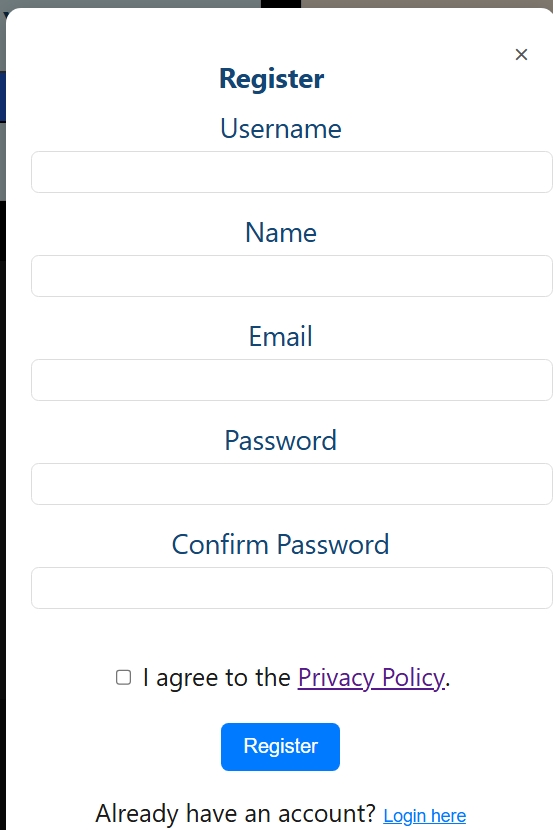 ×
Register
Username
Name
Email
Password
Confirm Password
I agree to the Privacy Policy.
Register
Already have an account? Login here